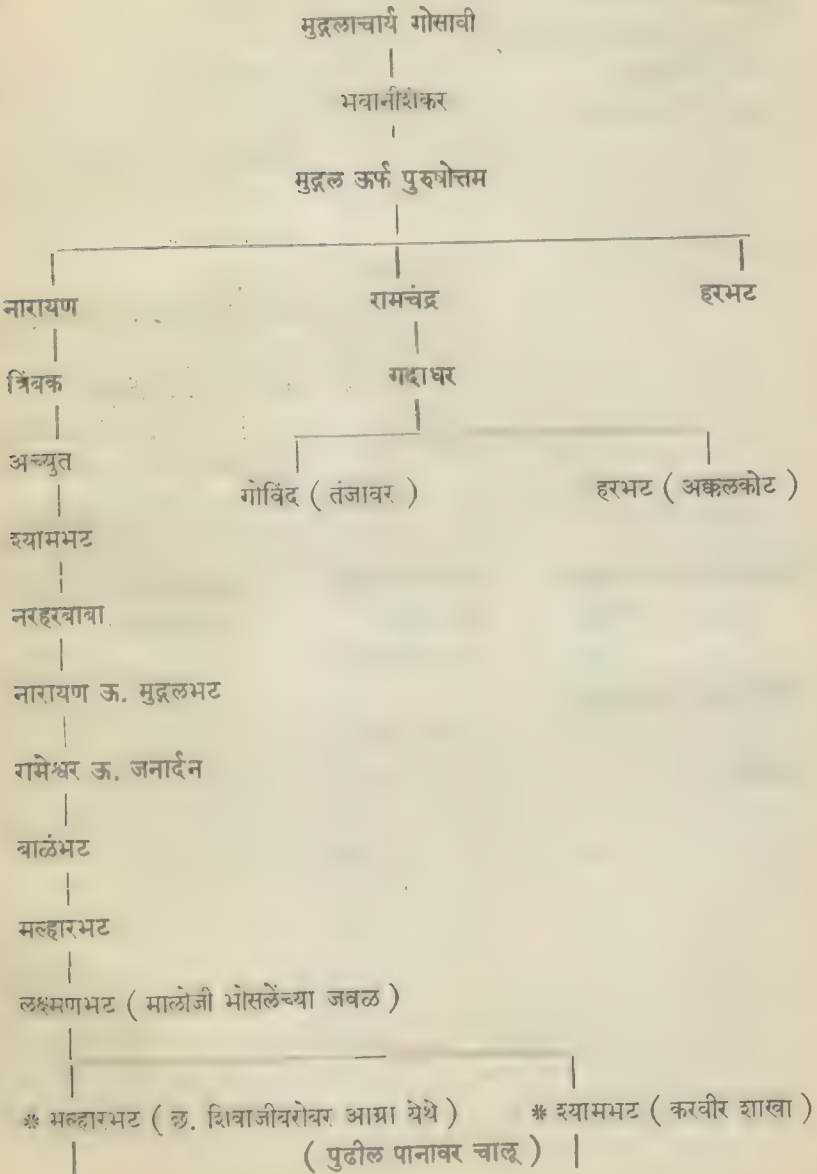 मुद्गलाचार्य गोसावी
भवानीशंकर
मुद्गल ऊर्फ पुरुषोत्तम
नारायण रामचंद्र हरभट
त्रिंबक गदाधर
अच्युत
गोविंद ( तंजावर ) हरभट ( अक्कलकोट )
श्यामभट
नरहरबाबा
नारायण ऊ. मुद्गलभट
रामेश्वर ऊ. जनार्दन
बाळंभट
मल्हारभट
लक्ष्मणभट ( मालोजी भोसलेंच्या जवळ )
* मल्हारभट ( छ. शिवाजीबरोबर आग्रा येथे ) * श्यामभट ( करवीर शाखा )
( पुढील पानावर चालू )